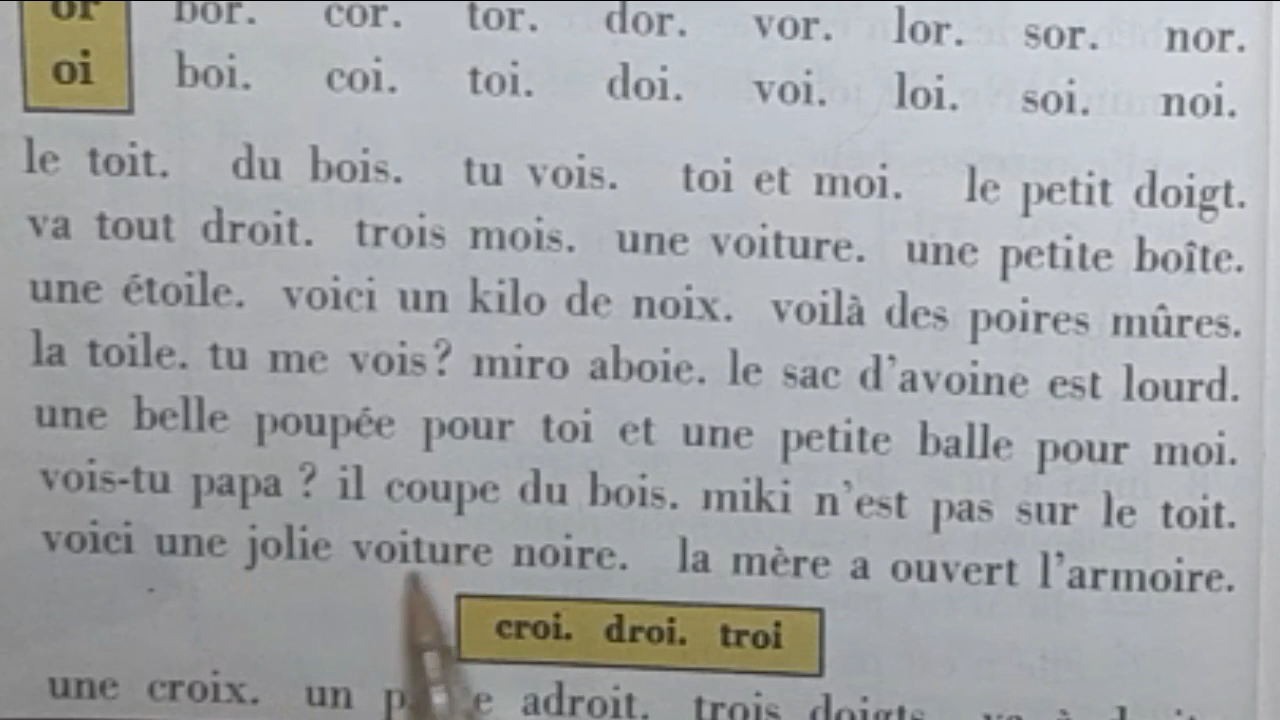 or bor. cor. tor. dor. vor. lor. sor. nor.
oi boi. coi. toi. doi. voi. loi. soi. noi.
le toit. du bois. tu vois. toi et moi. le petit doigt.
va tout droit. trois mois. une voiture. une petite boîte.
une étoile. voici un kilo de noix. voilà des poires mûres.
la toile. tu me vois? miro aboie. le sac d'avoine est lourd.
une belle poupée pour toi et une petite balle pour moi.
vois-tu papa ? il coupe du bois. miki n'est pas sur le toit.
voici une jolie voiture noire. la mère a ouvert l'armoire.
croi. droi. troi
une croix. un adroit. trois doigts.